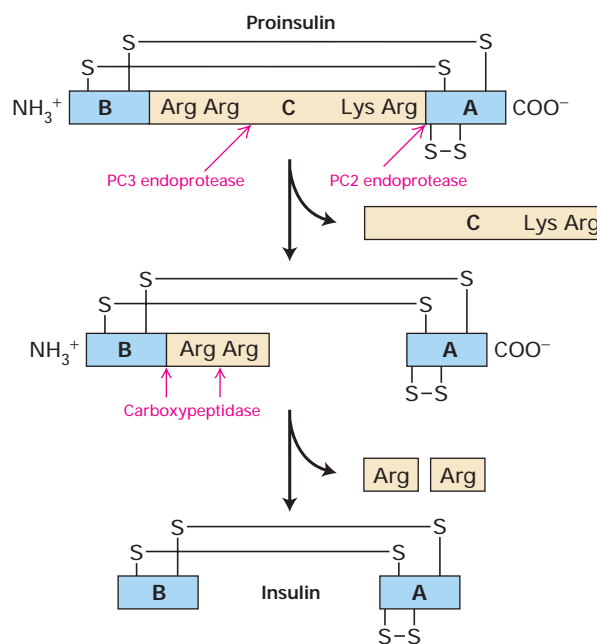 Proinsulin
S
S
S
S
NH₃⁺ B Arg Arg C Lys Arg A COO⁻
S–S
PC3 endoprotease PC2 endoprotease
C Lys Arg
S
S
S
S
NH₃⁺ B Arg Arg A COO⁻
S–S
Carboxypeptidase
Arg Arg
S
S
S
S
B Insulin A
S–S